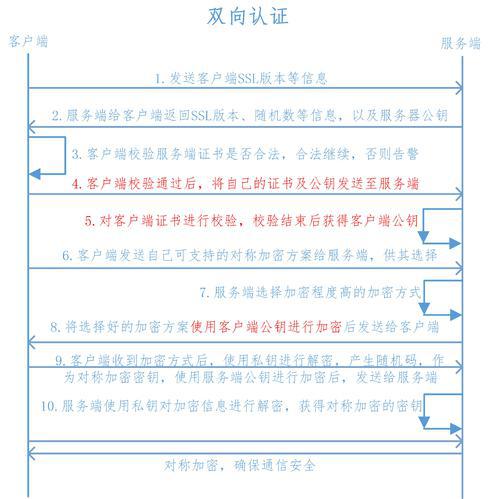 双向认证
客户端
服务端
1.发送客户端SSL版本等信息
2.服务端给客户端返回SSL版本、随机数等信息，以及服务器公钥
3.客户端校验服务端证书是否合法，合法继续，否则告警
4.客户端校验通过后，将自己的证书及公钥发送至服务端
5.对客户端证书进行校验，校验结束后获得客户端公钥
6.客户端发送自己可支持的对称加密方案给服务端，供其选择
7.服务端选择加密程度高的加密方式
8.将选择好的加密方案使用客户端公钥进行加密后发送给客户端
9.客户端收到加密方式后，使用私钥进行解密，产生随机码，作
为对称加密密钥，使用服务端公钥进行加密后，发送给服务端
10.服务端使用私钥对加密信息进行解密，获得对称加密的密钥
对称加密，确保通信安全